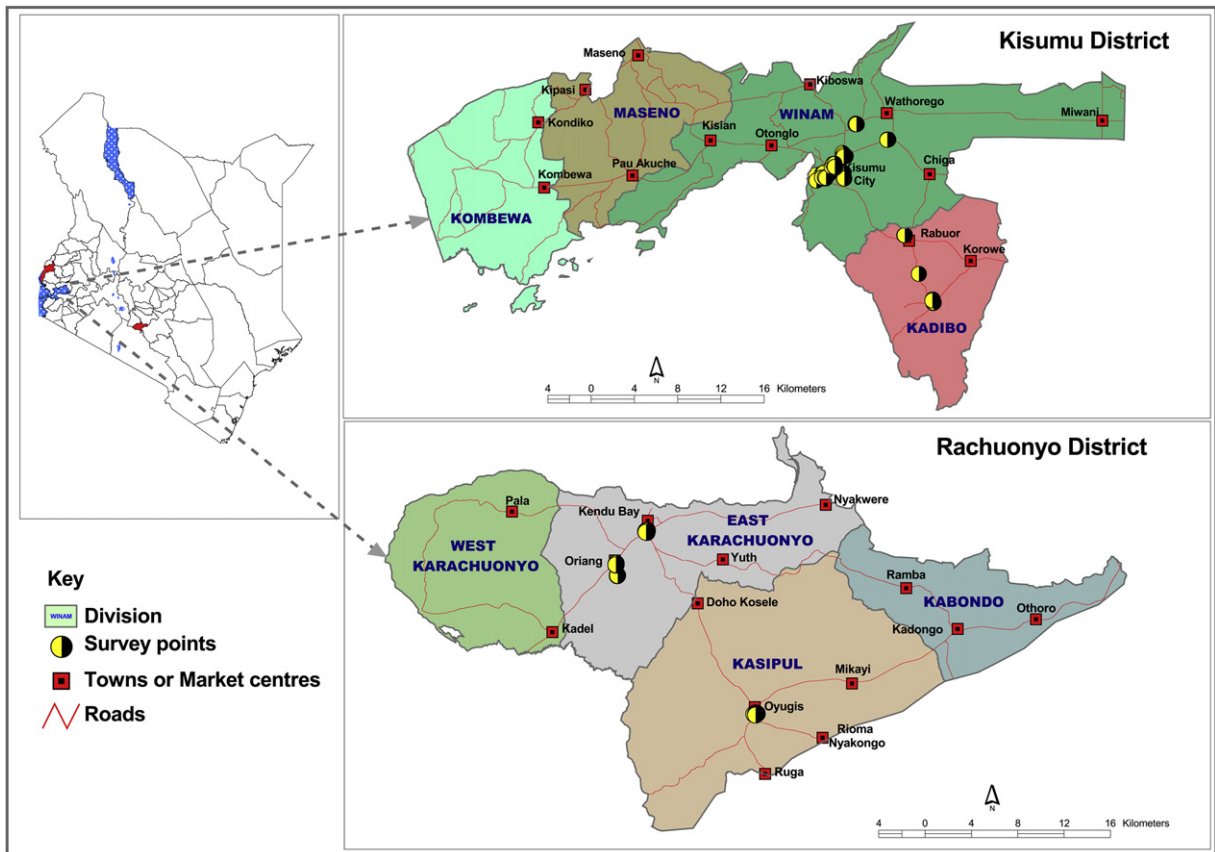 Kisumu District
Maseno
Kiboswa
Kipasi
Wathorego
MASENO
WINAM
Miwani
Kondiko
Kisian
Otonglo
Pau Akuche
Kisumu
City
Chiga
Kombewa
KOMBEWA
Rabuor
Korowe
KADIBO
N
4 0 4 8 12 16 Kilometers
Rachuonyo District
Pala
Kendu Bay
Nyakwere
EAST
KARACHUONYO
WEST
KARACHUONYO
Oriang
Yuth
Ramba
KABONDO
Doho Kosele
Othoro
Kadel
Kadongo
KASIPUL
Mikayi
Oyugis
Rioma
Nyakongo
Ruga
N
4 0 4 8 12 16 Kilometers
Key
WINAM Division
Survey points
Towns or Market centres
Roads